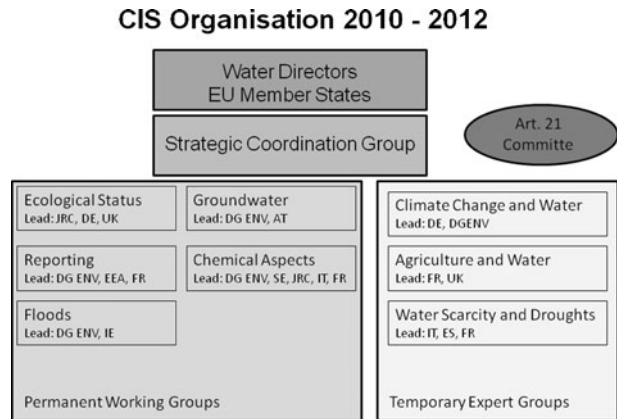 CIS Organisation 2010 - 2012
Water Directors
EU Member States
Strategic Coordination Group
Art. 21
Committe
Ecological Status
Lead: JRC, DE, UK
Groundwater
Lead: DG ENV, AT
Reporting
Lead: DG ENV, EEA, FR
Chemical Aspects
Lead: DG ENV, SE, JRC, IT, FR
Floods
Lead: DG ENV, IE
Permanent Working Groups
Climate Change and Water
Lead: DE, DGENV
Agriculture and Water
Lead: FR, UK
Water Scarcity and Droughts
Lead: IT, ES, FR
Temporary Expert Groups